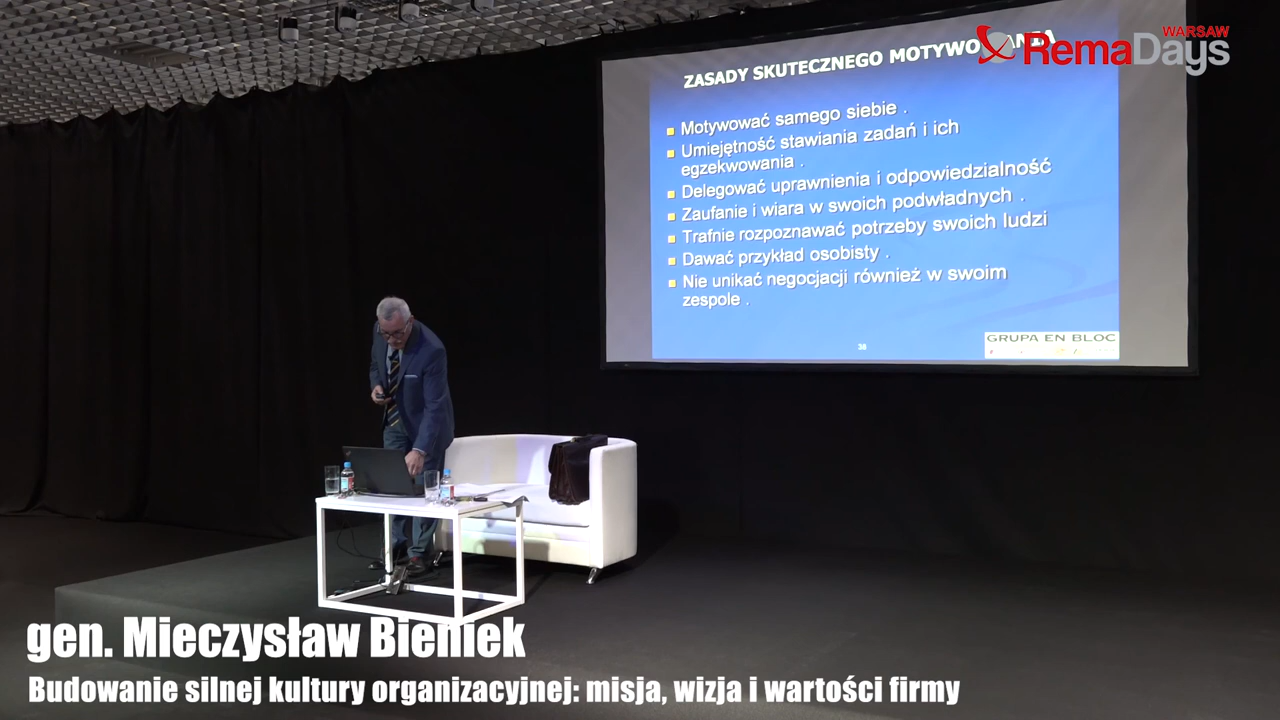 WARSAW
RemaDays
ZASADY SKUTECZNEGO MOTYWOWANIA
Motywować samego siebie .
Umiejętność stawiania zadań i ich
egzekwowania .
Delegować uprawnienia i odpowiedzialność
Zaufanie i wiara w swoich podwładnych .
Trafnie rozpoznawać potrzeby swoich ludzi
Dawać przykład osobisty .
Nie unikać negocjacji również w swoim
zespole .
GRUPA EN BLOC
gen. Mieczysław Bieniek
Budowanie silnej kultury organizacyjnej: misja, wizja i wartości firmy